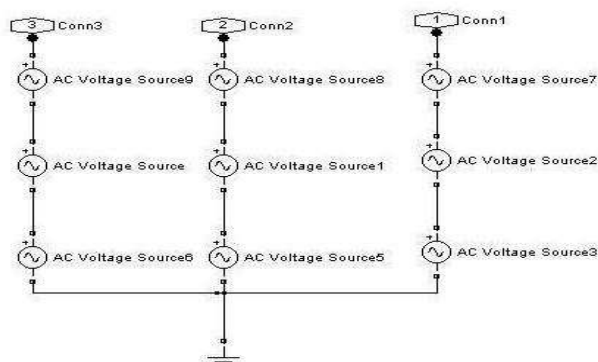 3 Conn3 2 Conn2 1 Conn1
+ AC Voltage Source9 + AC Voltage Source8 + AC Voltage Source7
+ AC Voltage Source + AC Voltage Source1 + AC Voltage Source2
+ AC Voltage Source6 + AC Voltage Source5 + AC Voltage Source3